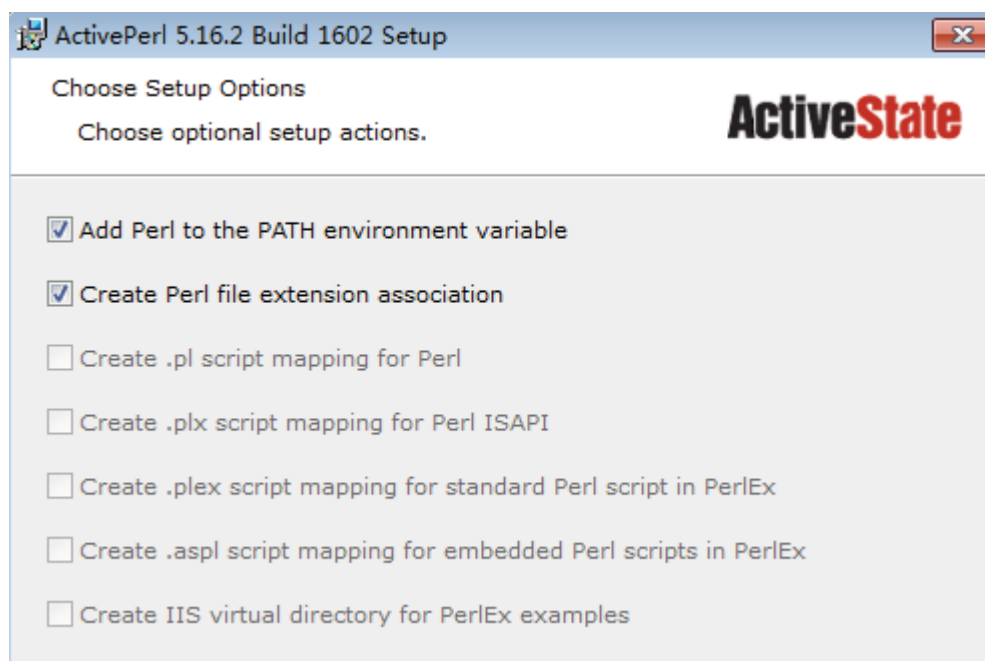 ActivePerl 5.16.2 Build 1602 Setup
Choose Setup Options
Choose optional setup actions.
ActiveState
Add Perl to the PATH environment variable
Create Perl file extension association
Create .pl script mapping for Perl
Create .plx script mapping for Perl ISAPI
Create .plex script mapping for standard Perl script in PerlEx
Create .aspl script mapping for embedded Perl scripts in PerlEx
Create IIS virtual directory for PerlEx examples